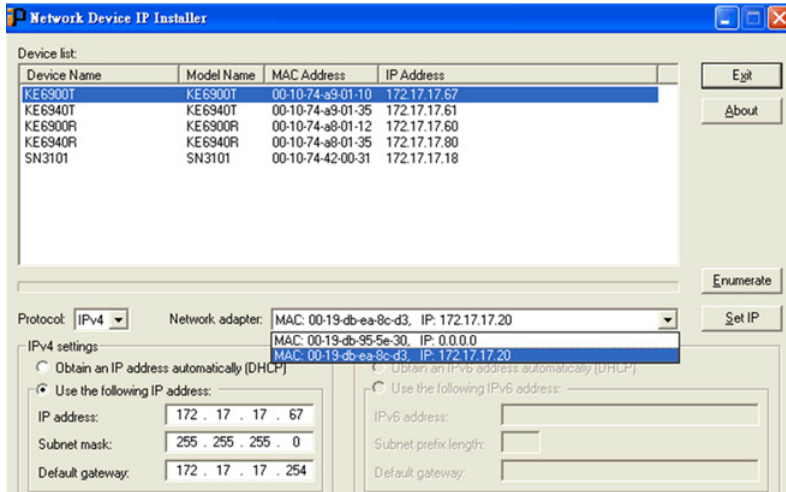 Network Device IP Installer
Device list:
Device Name Model Name MAC Address IP Address
KE6900T KE6900T 00-10-74-a9-01-10 172.17.17.67
KE6940T KE6940T 00-10-74-a9-01-35 172.17.17.61
KE6900R KE6900R 00-10-74-a8-01-12 172.17.17.60
KE6940R KE6940R 00-10-74-a8-01-35 172.17.17.80
SN3101 SN3101 00-10-74-42-00-31 172.17.17.18
Exit
About
Enumerate
Protocol: IPv4 Network adapter: MAC: 00-19-db-ea-8c-d3, IP: 172.17.17.20 Set IP
MAC: 00-19-db-95-5e-30, IP: 0.0.0.0
MAC: 00-19-db-ea-8c-d3, IP: 172.17.17.20
IPv4 settings
Obtain an IP address automatically (DHCP) Obtain an IPv6 address automatically (DHCP)
Use the following IP address: Use the following IPv6 address:
IP address: 172 . 17 . 17 . 67 IPv6 address:
Subnet mask: 255 . 255 . 255 . 0 Subnet prefix length:
Default gateway: 172 . 17 . 17 . 254 Default gateway: